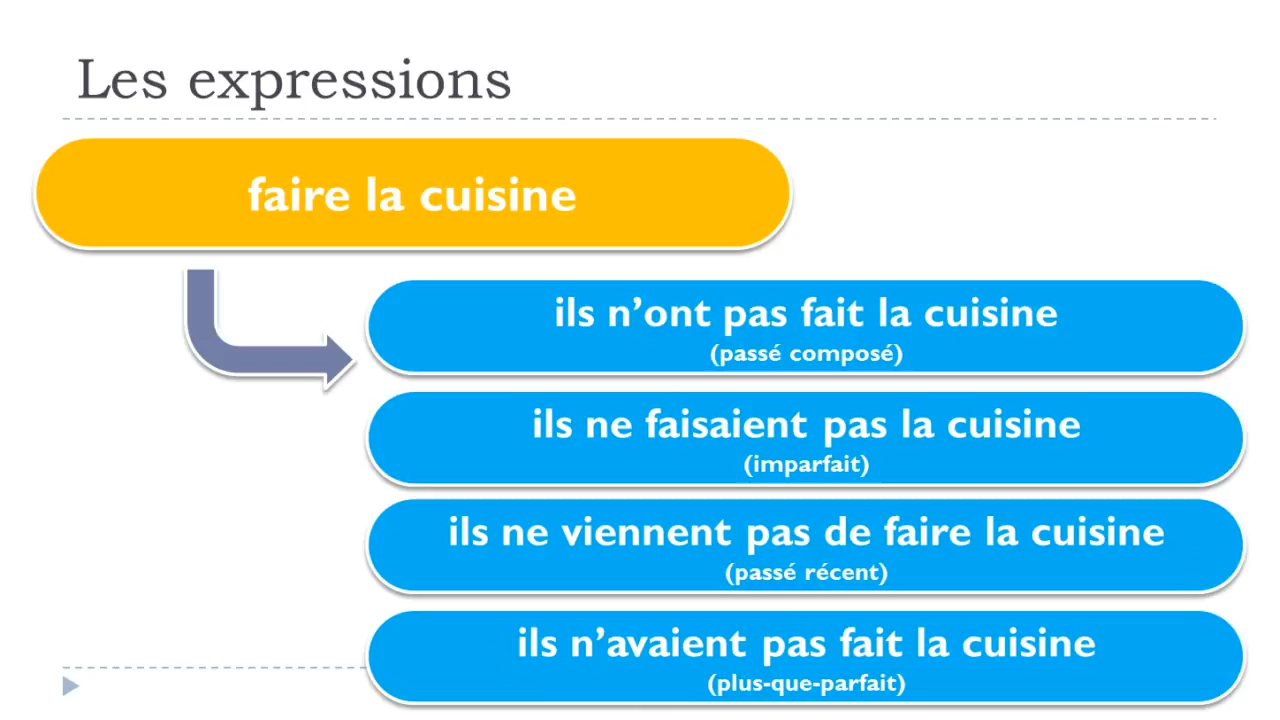 Les expressions
faire la cuisine
ils n’ont pas fait la cuisine
(passé composé)
ils ne faisaient pas la cuisine
(imparfait)
ils ne viennent pas de faire la cuisine
(passé récent)
ils n’avaient pas fait la cuisine
(plus-que-parfait)